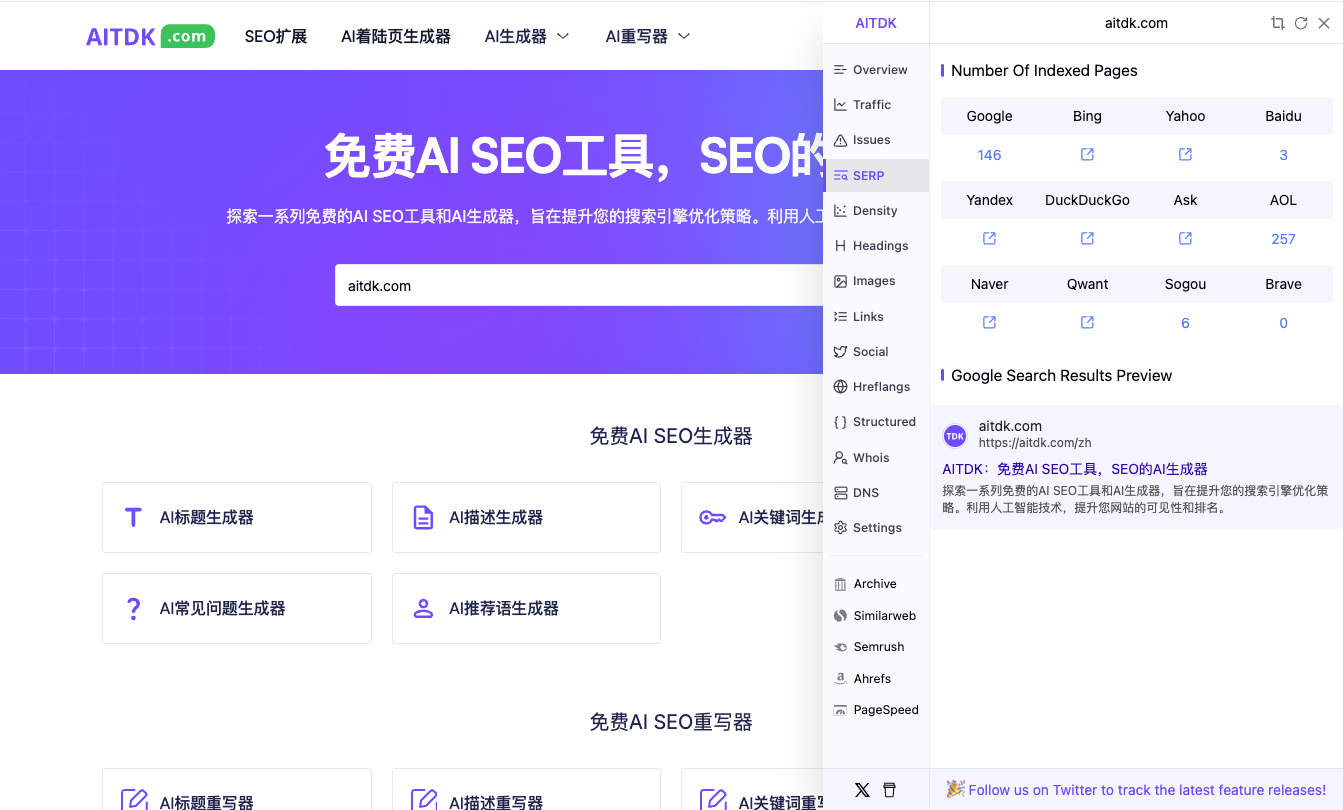 AITDK .com SEO扩展 AI着陆页生成器 AI生成器 AI重写器
免费AI SEO工具，SEO的
探索一系列免费的AI SEO工具和AI生成器，旨在提升您的搜索引擎优化策略。利用人工
aitdk.com
免费AI SEO生成器
AI标题生成器 AI描述生成器 AI关键词生成
AI常见问题生成器 AI推荐语生成器
免费AI SEO重写器
AI标题重写器 AI描述重写器 AI关键词重写
AITDK
Overview
Traffic
Issues
SERP
Density
Headings
Images
Links
Social
Hreflangs
Structured
Whois
DNS
Settings
Archive
Similarweb
Semrush
Ahrefs
PageSpeed
aitdk.com
Number Of Indexed Pages
Google Bing Yahoo Baidu
146 3
Yandex DuckDuckGo Ask AOL
257
Naver Qwant Sogou Brave
6 0
Google Search Results Preview
TDK
aitdk.com
https://aitdk.com/zh
AITDK：免费AI SEO工具，SEO的AI生成器
探索一系列免费的AI SEO工具和AI生成器，旨在提升您的搜索引擎优化策
略。利用人工智能技术，提升您网站的可见性和排名。
🎉 Follow us on Twitter to track the latest feature releases!